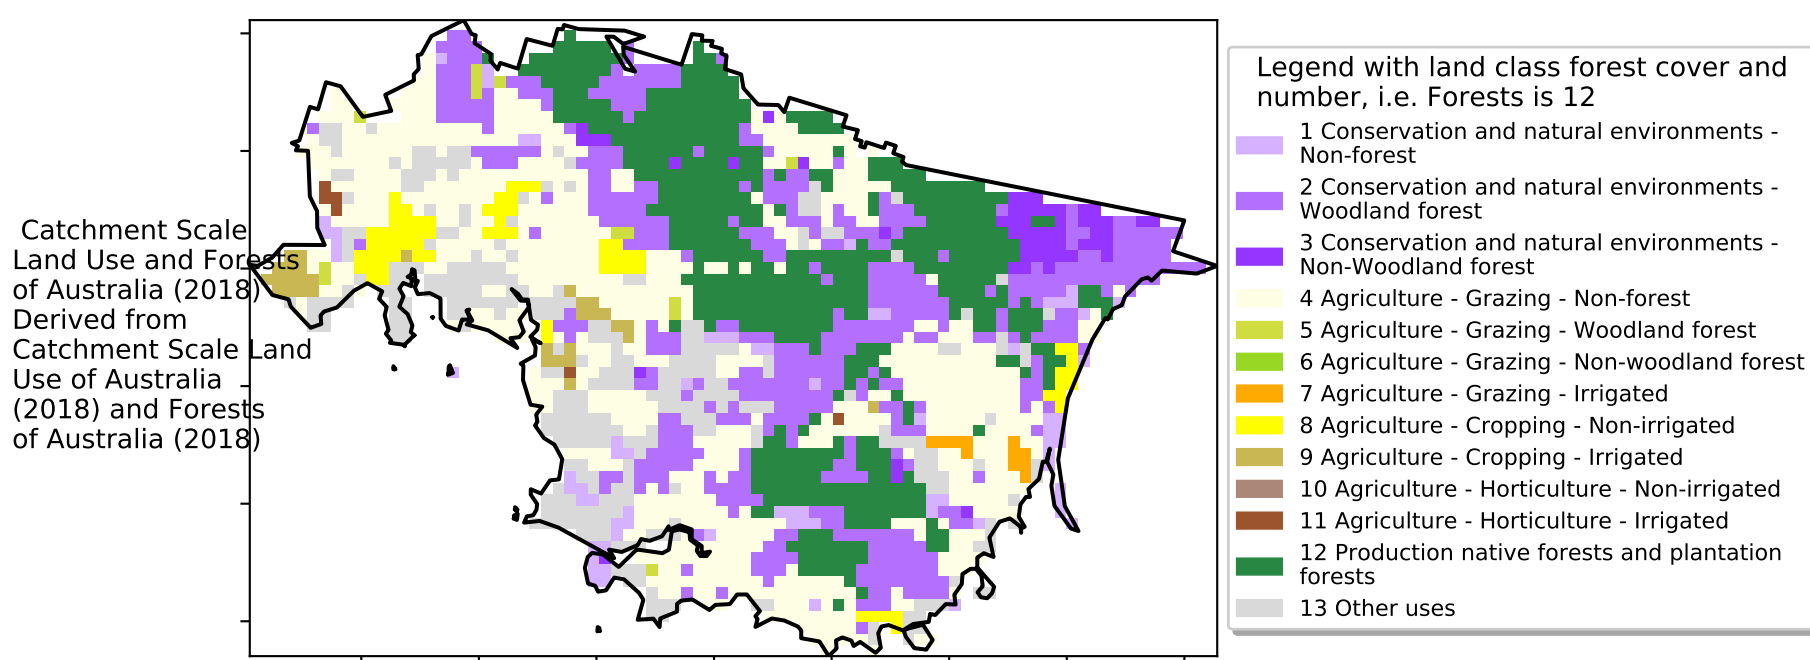 Catchment Scale
Land Use and Forests
of Australia (2018)
Derived from
Catchment Scale Land
Use of Australia
(2018) and Forests
of Australia (2018)
Legend with land class forest cover and
number, i.e. Forests is 12
1 Conservation and natural environments -
Non-forest
2 Conservation and natural environments -
Woodland forest
3 Conservation and natural environments -
Non-Woodland forest
4 Agriculture - Grazing - Non-forest
5 Agriculture - Grazing - Woodland forest
6 Agriculture - Grazing - Non-woodland forest
7 Agriculture - Grazing - Irrigated
8 Agriculture - Cropping - Non-irrigated
9 Agriculture - Cropping - Irrigated
10 Agriculture - Horticulture - Non-irrigated
11 Agriculture - Horticulture - Irrigated
12 Production native forests and plantation
forests
13 Other uses